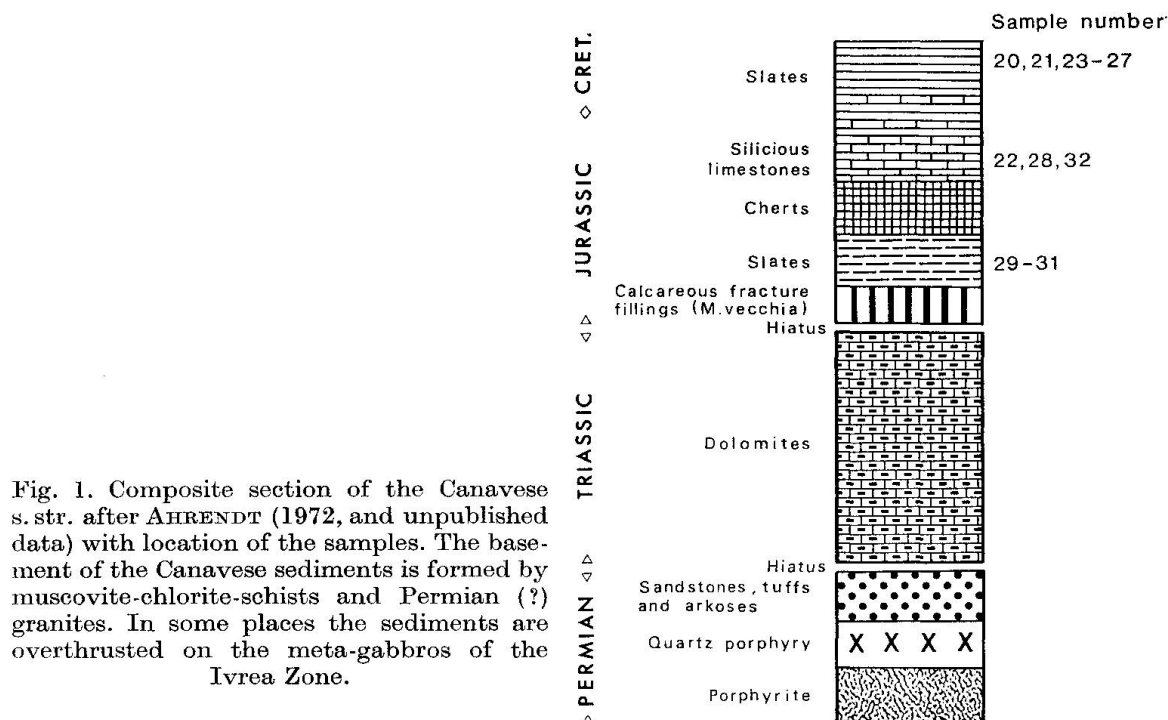 Sample number
CRET.
JURASSIC
TRIASSIC
PERMIAN
Slates
20, 21, 23-27
Silicious
limestones
22, 28, 32
Cherts
Slates
29-31
Calcareous fracture
fillings (M.vecchia)
Hiatus
Dolomites
Hiatus
Sandstones, tuffs
and arkoses
Quartz porphyry
X X X X
Porphyrite
Fig. 1. Composite section of the Canavese
s. str. after AHRENDT (1972, and unpublished
data) with location of the samples. The base-
ment of the Canavese sediments is formed by
muscovite-chlorite-schists and Permian (?)
granites. In some places the sediments are
overthrusted on the meta-gabbros of the
Ivrea Zone.